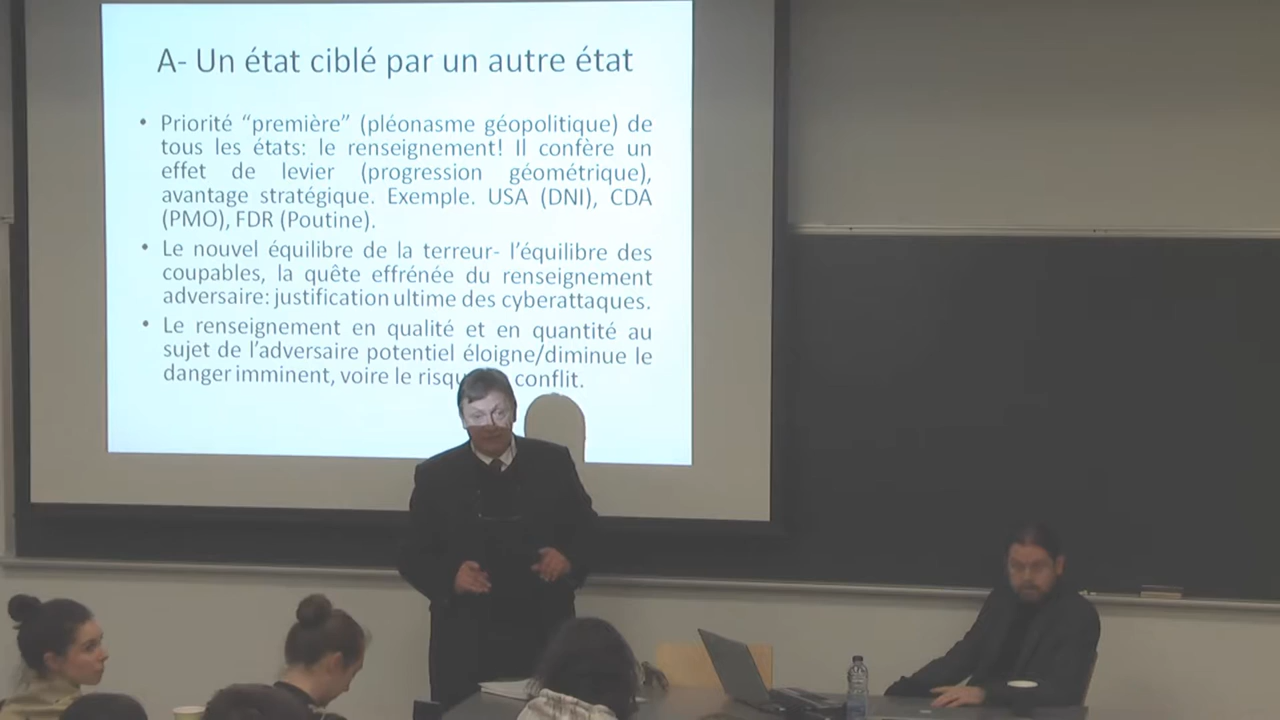 A- Un état ciblé par un autre état
• Priorité “première” (pléonasme géopolitique) de
tous les états: le renseignement! Il confère un
effet de levier (progression géométrique),
avantage stratégique. Exemple. USA (DNI), CDA
(PMO), FDR (Poutine).
• Le nouvel équilibre de la terreur- l’équilibre des
coupables, la quête effrénée du renseignement
adversaire: justification ultime des cyberattaques.
• Le renseignement en qualité et en quantité au
sujet de l’adversaire potentiel éloigne/diminue le
danger imminent, voire le conflit.